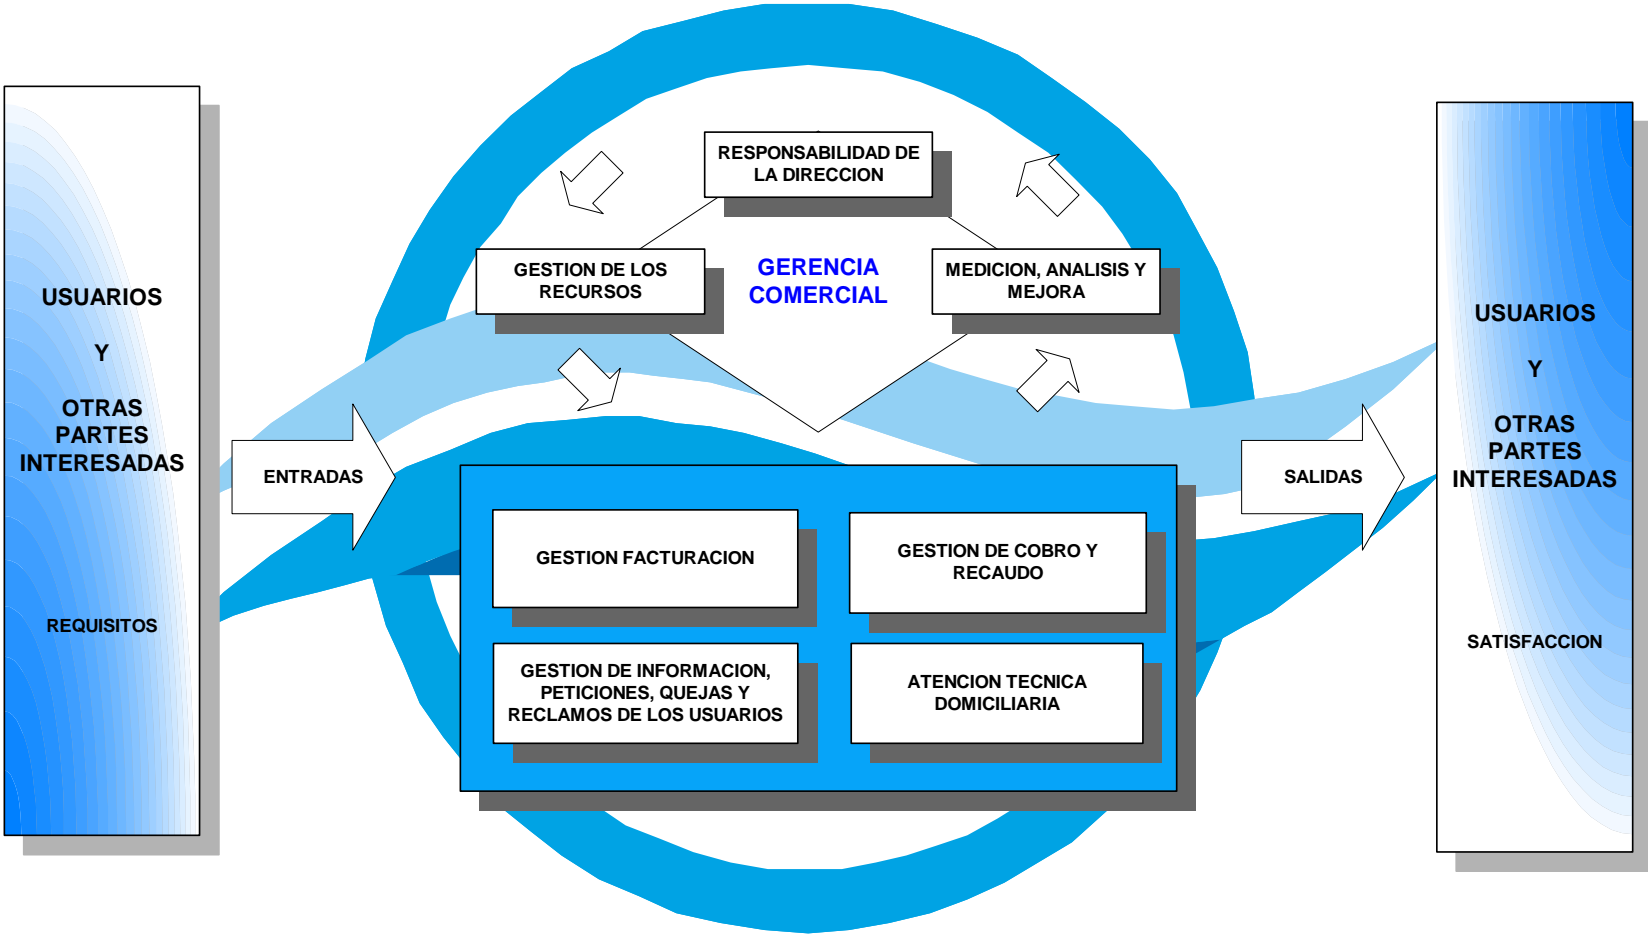 USUARIOS
Y
OTRAS
PARTES
INTERESADAS
REQUISITOS
ENTRADAS
RESPONSABILIDAD DE
LA DIRECCION
GESTION DE LOS
RECURSOS
GERENCIA
COMERCIAL
MEDICION, ANALISIS Y
MEJORA
GESTION FACTURACION
GESTION DE COBRO Y
RECAUDO
GESTION DE INFORMACION,
PETICIONES, QUEJAS Y
RECLAMOS DE LOS USUARIOS
ATENCION TECNICA
DOMICILIARIA
SALIDAS
USUARIOS
Y
OTRAS
PARTES
INTERESADAS
SATISFACCION